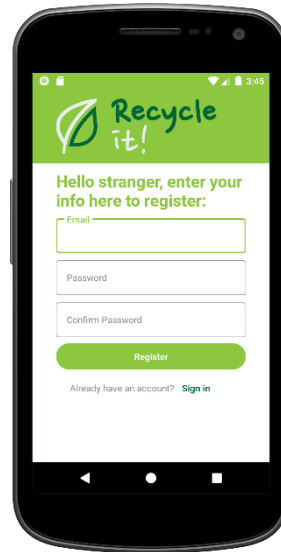 3:45
Recycle
it!
Hello stranger, enter your
info here to register:
Email
Password
Confirm Password
Register
Already have an account? Sign in